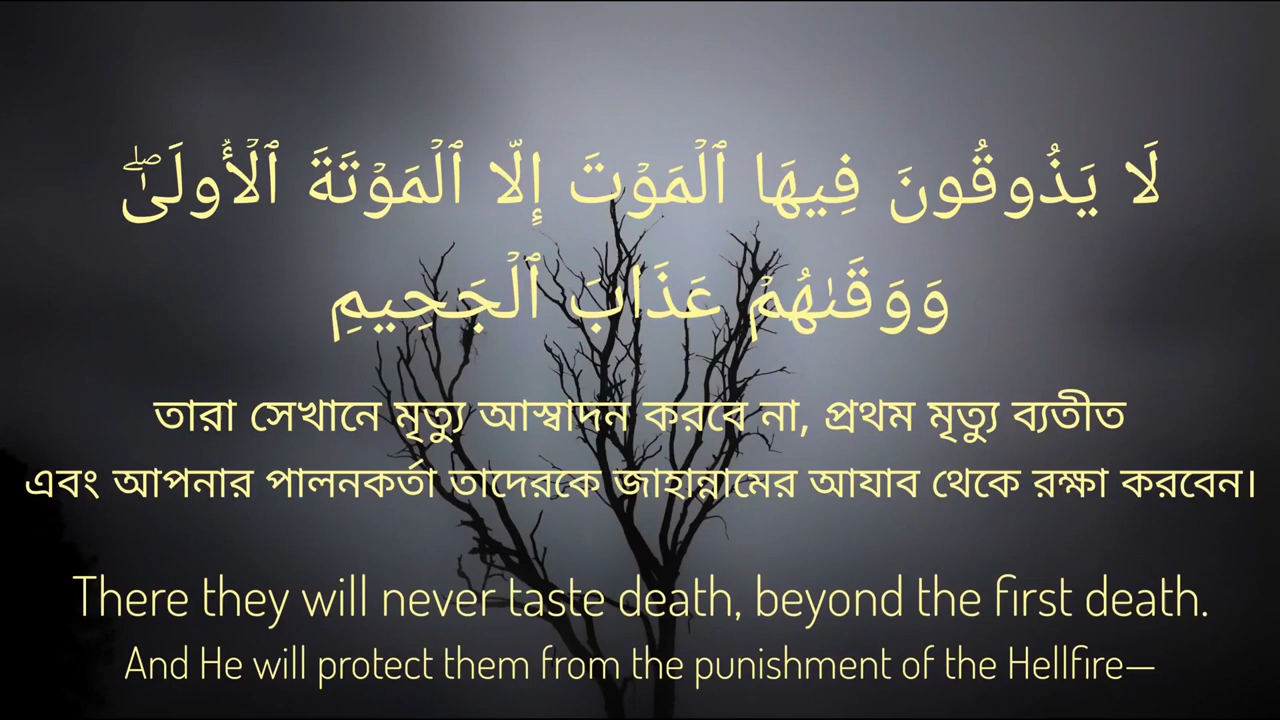 لَا يَذُوقُونَ فِيهَا ٱلْمَوْتَ إِلَّا ٱلْمَوْتَةَ ٱلْأُولَىٰ ۖ
وَوَقَىٰهُمْ عَذَابَ ٱلْجَحِيمِ
তারা সেখানে মৃত্যু আস্বাদন করবে না, প্রথম মৃত্যু ব্যতীত
এবং আপনার পালনকর্তা তাদেরকে জাহান্নামের আযাব থেকে রক্ষা করবেন।
There they will never taste death, beyond the first death.
And He will protect them from the punishment of the Hellfire—